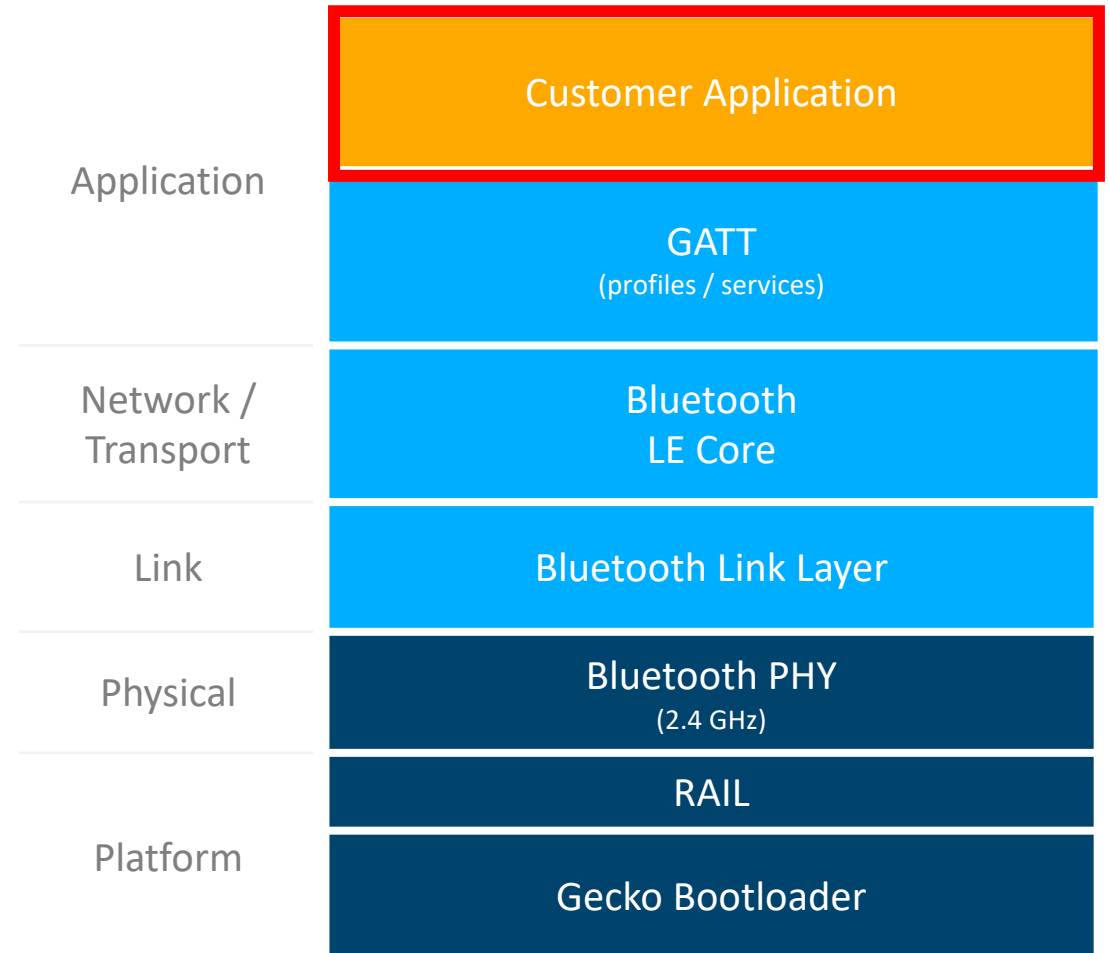 Customer Application
Application
GATT
(profiles / services)
Network /
Transport
Bluetooth
LE Core
Link
Bluetooth Link Layer
Physical
Bluetooth PHY
(2.4 GHz)
Platform
RAIL
Gecko Bootloader